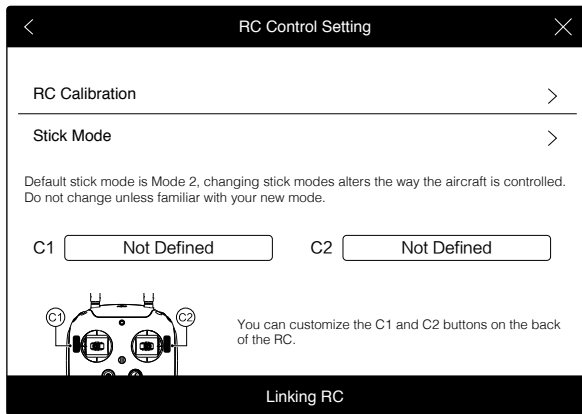 RC Control Setting
RC Calibration
Stick Mode
Default stick mode is Mode 2, changing stick modes alters the way the aircraft is controlled.
Do not change unless familiar with your new mode.
C1 Not Defined C2 Not Defined
C1 C2
You can customize the C1 and C2 buttons on the back
of the RC.
Linking RC